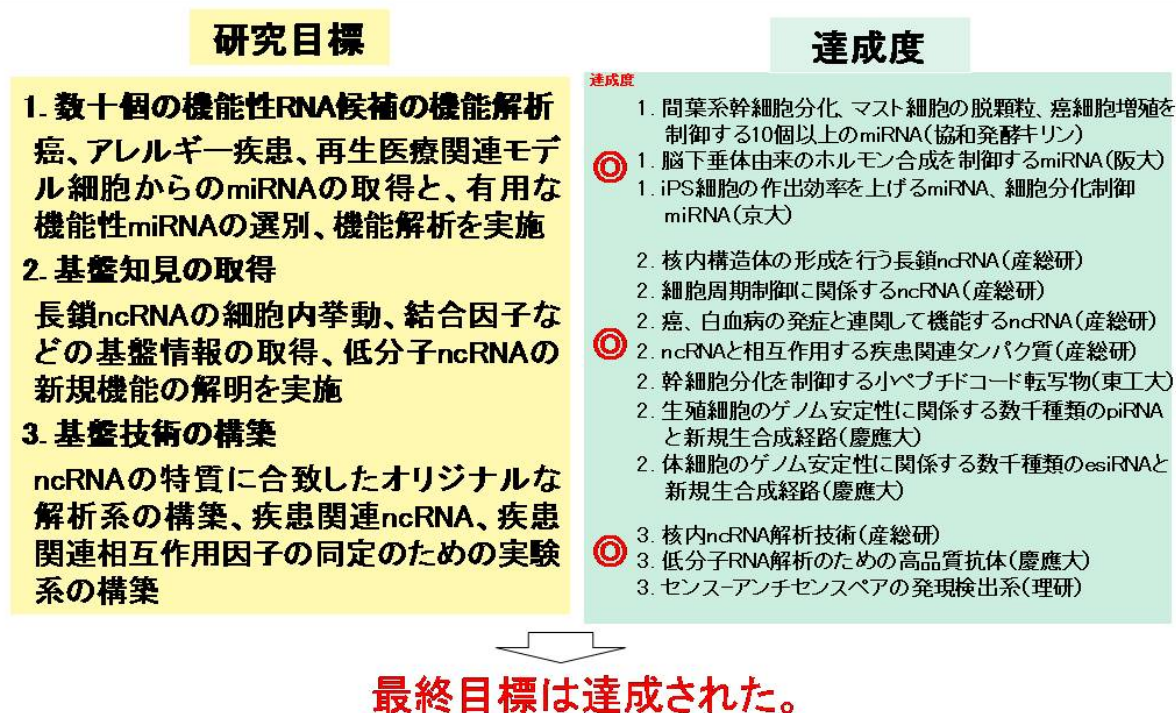 研究目標
1. 数十個の機能性RNA候補の機能解析
癌、アレルギー疾患、再生医療関連モデ
ル細胞からのmiRNAの取得と、有用な
機能性miRNAの選別、機能解析を実施
2. 基盤知見の取得
長鎖ncRNAの細胞内挙動、結合因子な
どの基盤情報の取得、低分子ncRNAの
新規機能の解明を実施
3. 基盤技術の構築
ncRNAの特質に合致したオリジナルな
解析系の構築、疾患関連ncRNA、疾患
関連相互作用因子の同定のための実験
系の構築
達成度
達成度
1. 間葉系幹細胞分化、マスト細胞の脱顆粒、癌細胞増殖を
制御する10個以上のmiRNA(協和発酵キリン)
◎ 1. 脳下垂体由来のホルモン合成を制御するmiRNA(阪大)
1. iPS細胞の作出効率を上げるmiRNA、細胞分化制御
miRNA(京大)
2. 核内構造体の形成を行う長鎖ncRNA(産総研)
2. 細胞周期制御に関係するncRNA(産総研)
2. 癌、白血病の発症と連関して機能するncRNA(産総研)
◎ 2. ncRNAと相互作用する疾患関連タンパク質(産総研)
2. 幹細胞分化を制御する小ペプチドコード転写物(東工大)
2. 生殖細胞のゲノム安定性に関係する数千種類のpiRNA
と新規生合成経路(慶應大)
2. 体細胞のゲノム安定性に関係する数千種類のesiRNAと
新規生合成経路(慶應大)
3. 核内ncRNA解析技術(産総研)
◎ 3. 低分子RNA解析のための高品質抗体(慶應大)
3. センス-アンチセンスペアの発現検出系(理研)
最終目標は達成された。